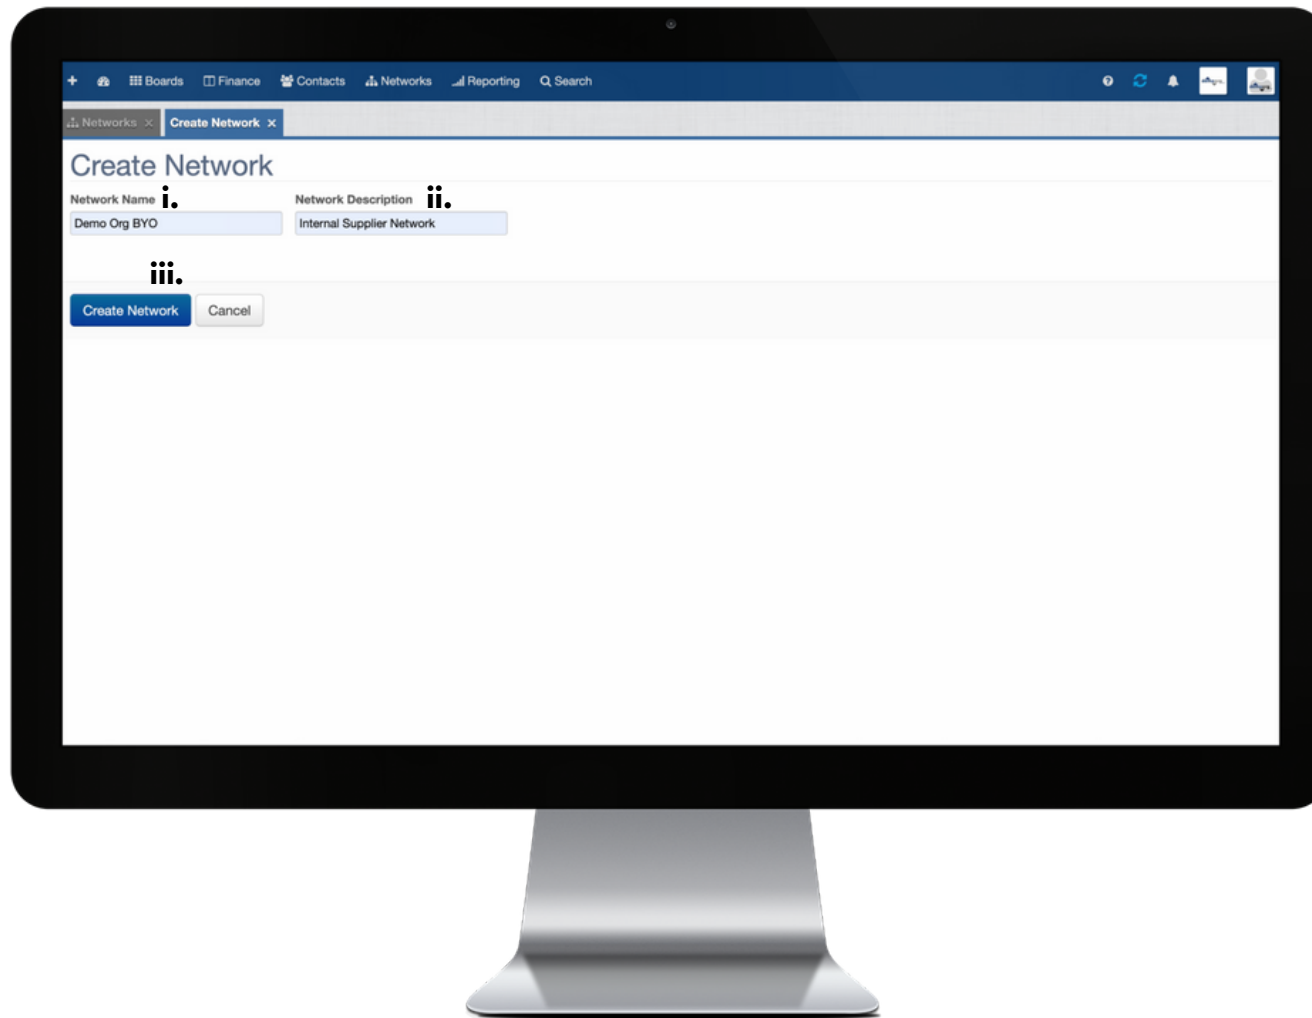 + Boards Finance Contacts Networks Reporting Search
Networks × Create Network ×
Create Network
Network Name i. Network Description ii.
Demo Org BYO Internal Supplier Network
iii.
Create Network Cancel